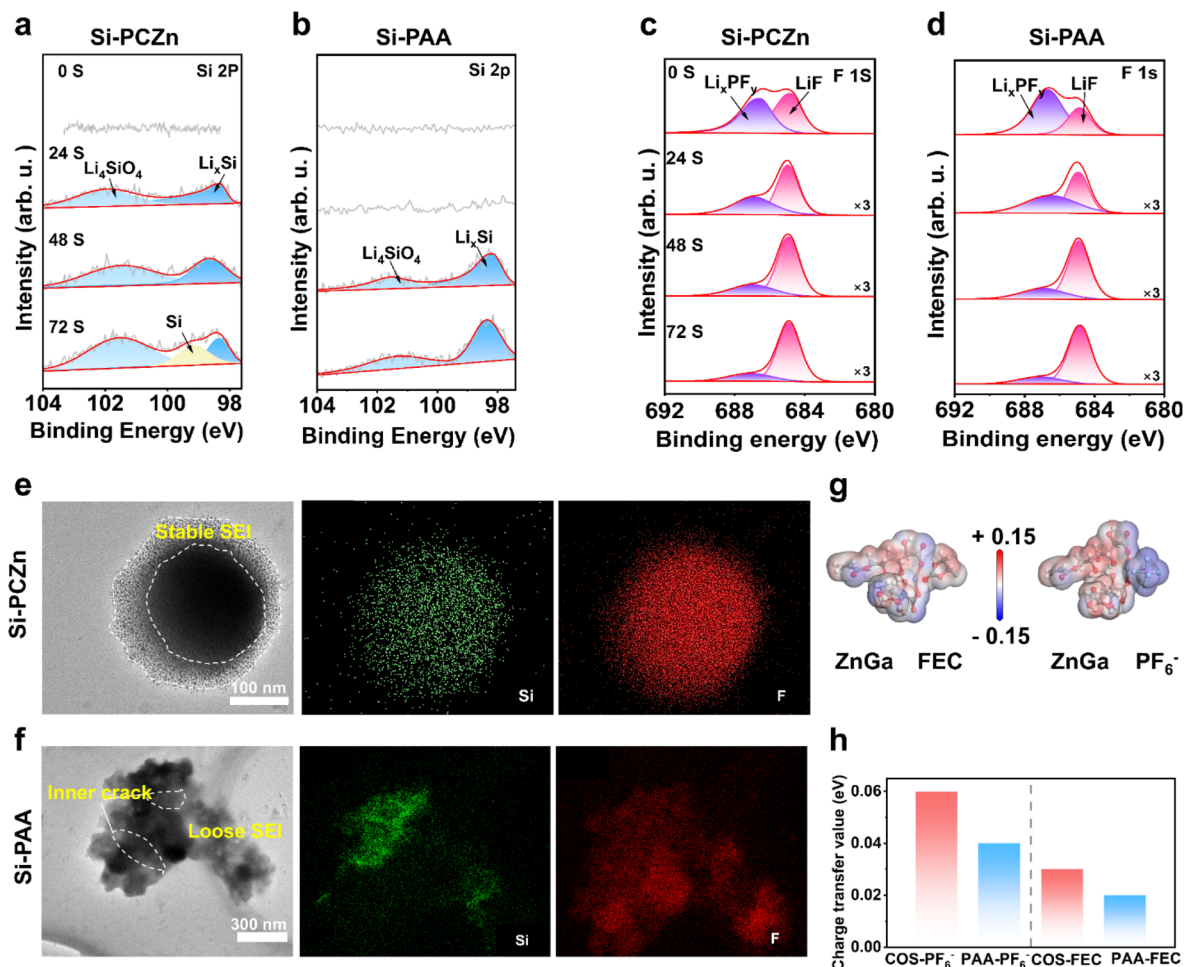 a
Si-PCZn
0 S
Si 2P
24 S
Li4SiO4
LixSi
48 S
72 S
Si
Intensity (arb. u. )
104 102 100 98
Binding Energy (eV)
b
Si-PAA
Si 2p
Li4SiO4
LixSi
Intensity (arb. u. )
104 102 100 98
Binding Energy (eV)
c
Si-PCZn
0 S
F 1S
LixPFy
LiF
24 S
×3
48 S
×3
72 S
×3
Intensity (arb. u. )
692 688 684 680
Binding energy (eV)
d
Si-PAA
F 1s
LixPFy
LiF
×3
×3
×3
Intensity (arb. u. )
692 688 684 680
Binding energy (eV)
e
Si-PCZn
Stable SEI
100 nm
Si
F
f
Si-PAA
Inner crack
Loose SEI
300 nm
Si
F
g
+ 0.15
- 0.15
ZnGa FEC
ZnGa PF6-
h
Charge transfer value (eV)
0.06
0.04
0.02
0.00
COS-PF6- PAA-PF6- COS-FEC PAA-FEC